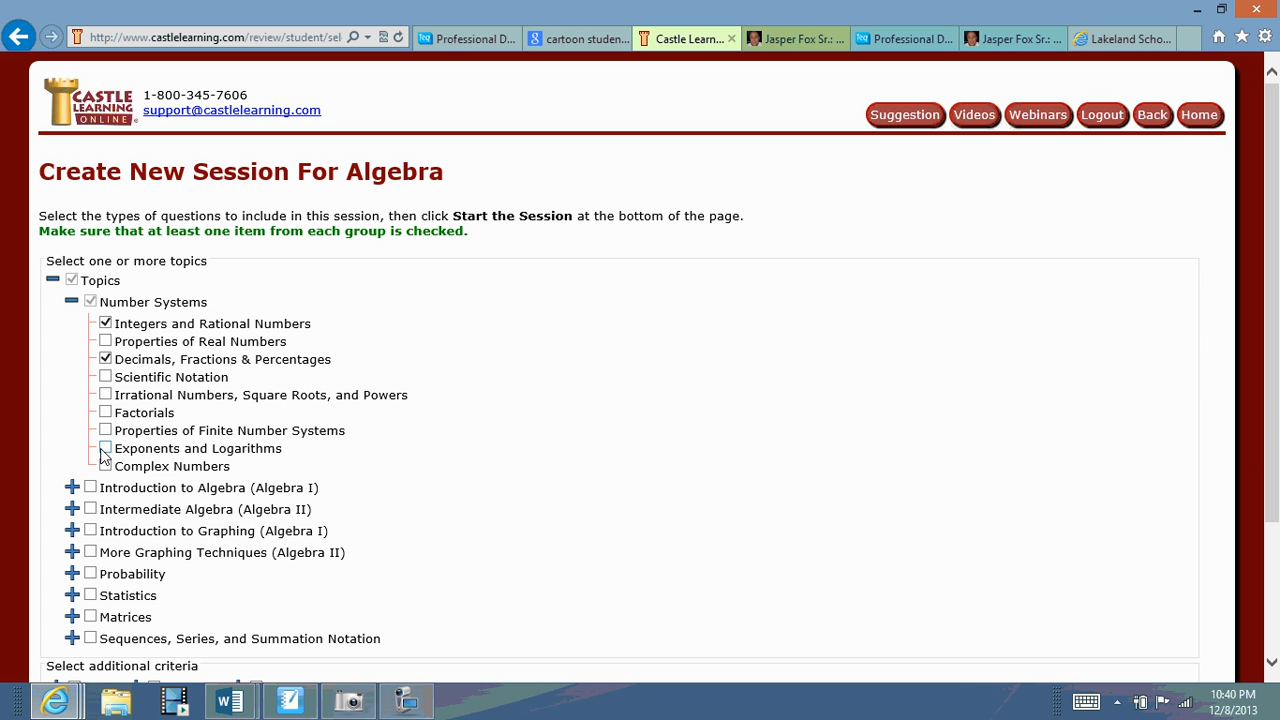 http://www.castlelearning.com/review/student/sel
Professional D...
cartoon studen...
Castle Learn...
Jasper Fox Sr.: ...
Professional D...
Jasper Fox Sr.: ...
Lakeland Scho...
CASTLE
LEARNING
ONLINE
1-800-345-7606
support@castlelearning.com
Suggestion
Videos
Webinars
Logout
Back
Home
Create New Session For Algebra
Select the types of questions to include in this session, then click Start the Session at the bottom of the page.
Make sure that at least one item from each group is checked.
Select one or more topics
Topics
Number Systems
Integers and Rational Numbers
Properties of Real Numbers
Decimals, Fractions & Percentages
Scientific Notation
Irrational Numbers, Square Roots, and Powers
Factorials
Properties of Finite Number Systems
Exponents and Logarithms
Complex Numbers
Introduction to Algebra (Algebra I)
Intermediate Algebra (Algebra II)
Introduction to Graphing (Algebra I)
More Graphing Techniques (Algebra II)
Probability
Statistics
Matrices
Sequences, Series, and Summation Notation
Select additional criteria
10:40 PM
12/8/2013